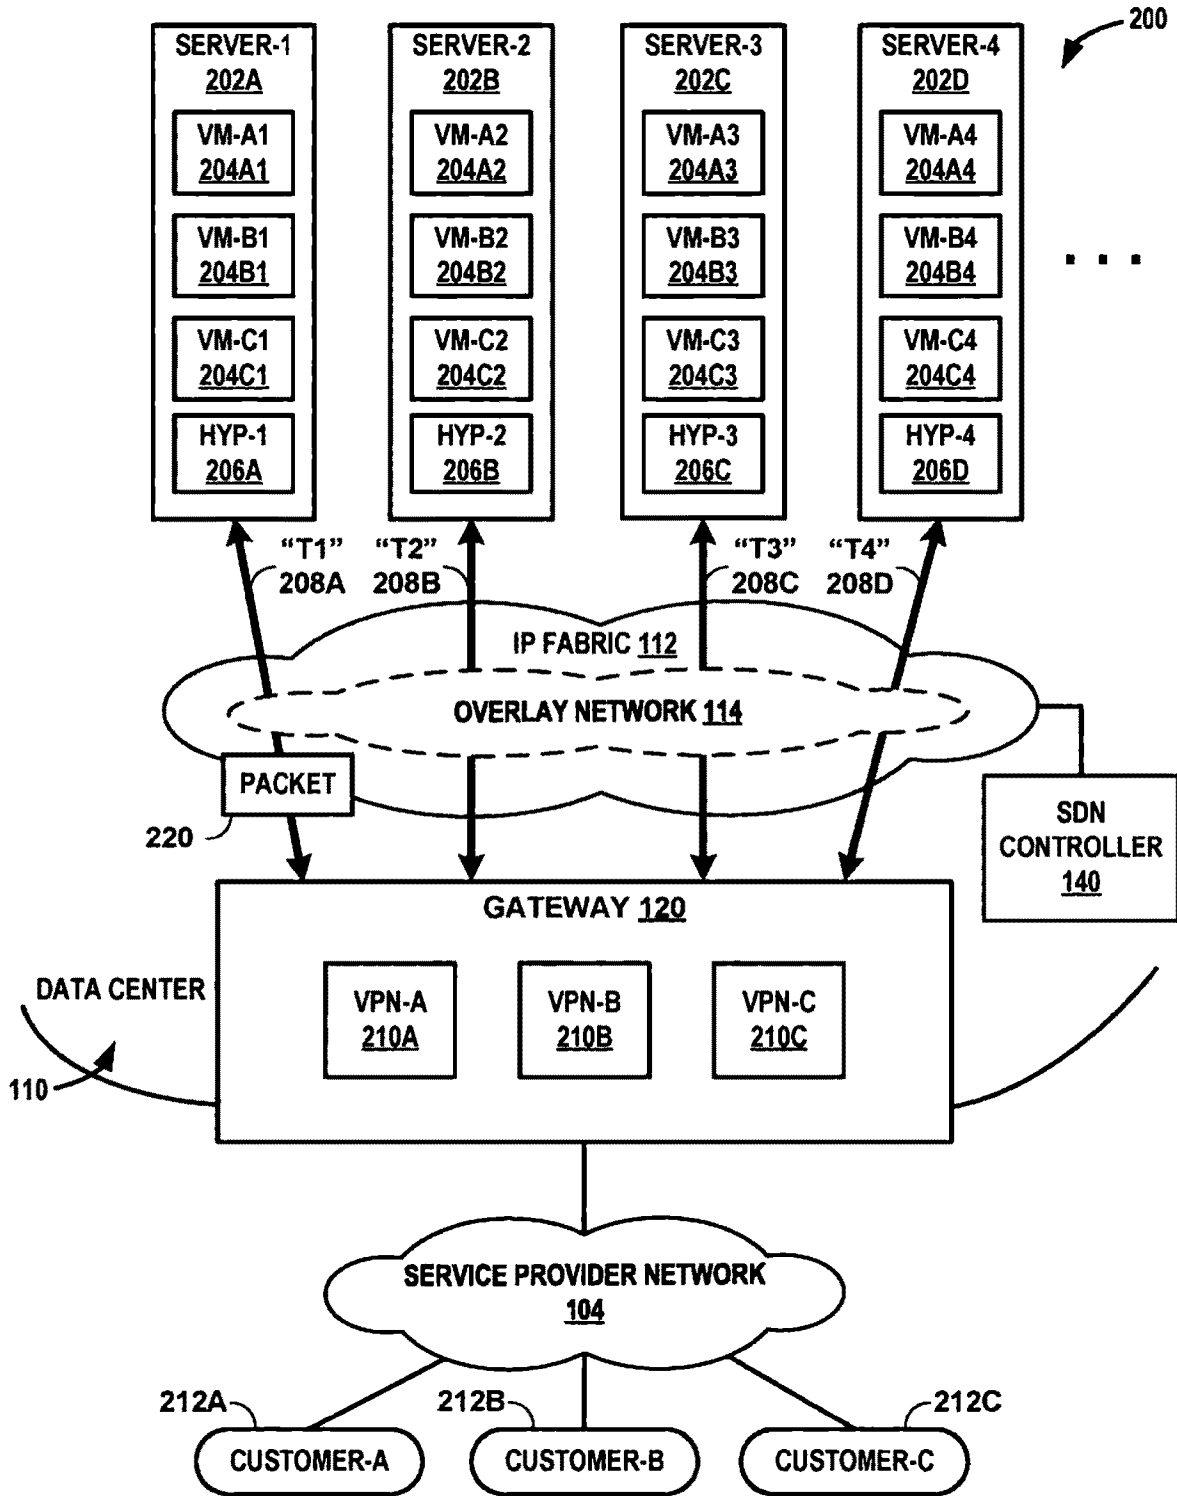 200
SERVER-1
202A
VM-A1
204A1
VM-B1
204B1
VM-C1
204C1
HYP-1
206A
SERVER-2
202B
VM-A2
204A2
VM-B2
204B2
VM-C2
204C2
HYP-2
206B
SERVER-3
202C
VM-A3
204A3
VM-B3
204B3
VM-C3
204C3
HYP-3
206C
SERVER-4
202D
VM-A4
204A4
VM-B4
204B4
VM-C4
204C4
HYP-4
206D
. . .
“T1”
208A
“T2”
208B
“T3”
208C
“T4”
208D
IP FABRIC 112
OVERLAY NETWORK 114
PACKET
220
SDN
CONTROLLER
140
GATEWAY 120
VPN-A
210A
VPN-B
210B
VPN-C
210C
DATA CENTER
110
SERVICE PROVIDER NETWORK
104
212A
CUSTOMER-A
212B
CUSTOMER-B
212C
CUSTOMER-C